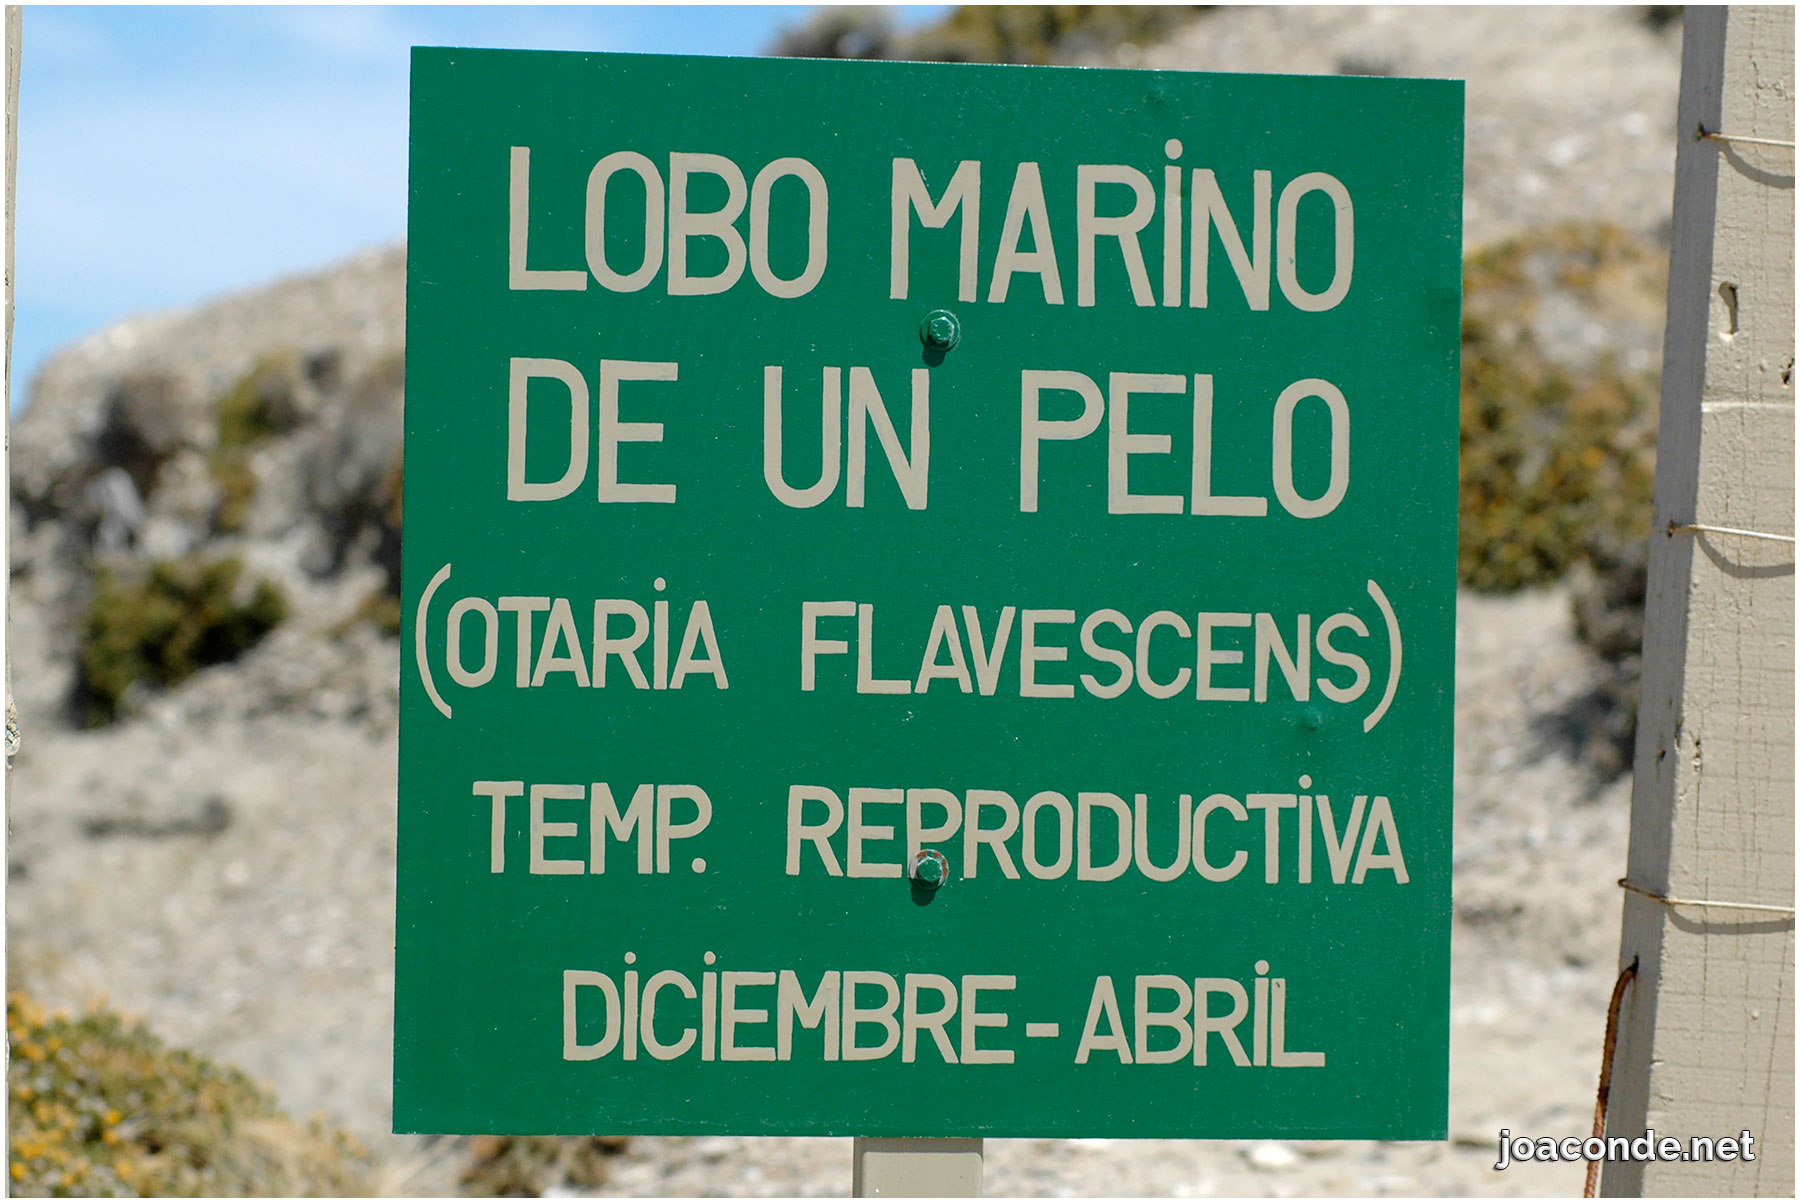 LOBO MARINO
DE UN PELO
(OTARIA FLAVESCENS)
TEMP. REPRODUCTIVA
DICIEMBRE-ABRIL
joaconde.net